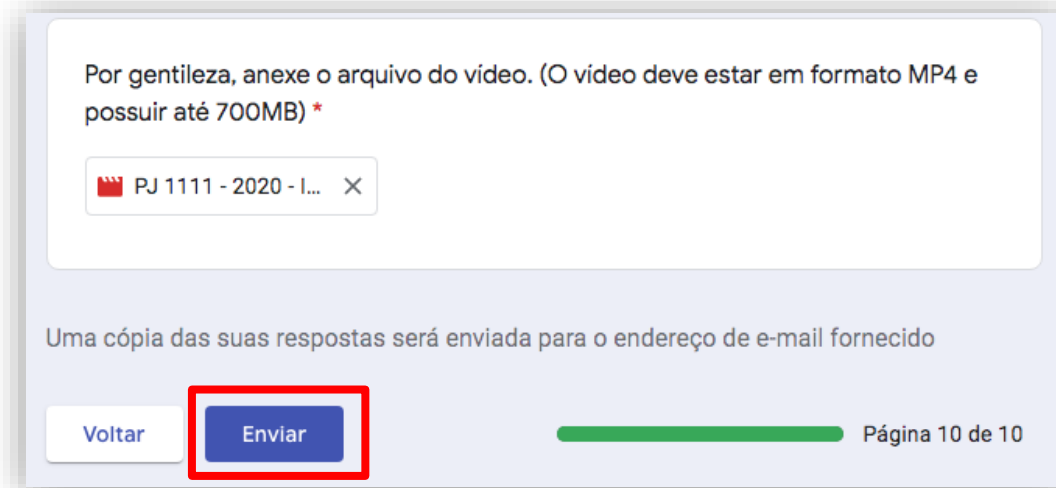 Por gentileza, anexe o arquivo do vídeo. (O vídeo deve estar em formato MP4 e
possuir até 700MB) *
PJ 1111 - 2020 - I...
Uma cópia das suas respostas será enviada para o endereço de e-mail fornecido
Voltar Enviar Página 10 de 10